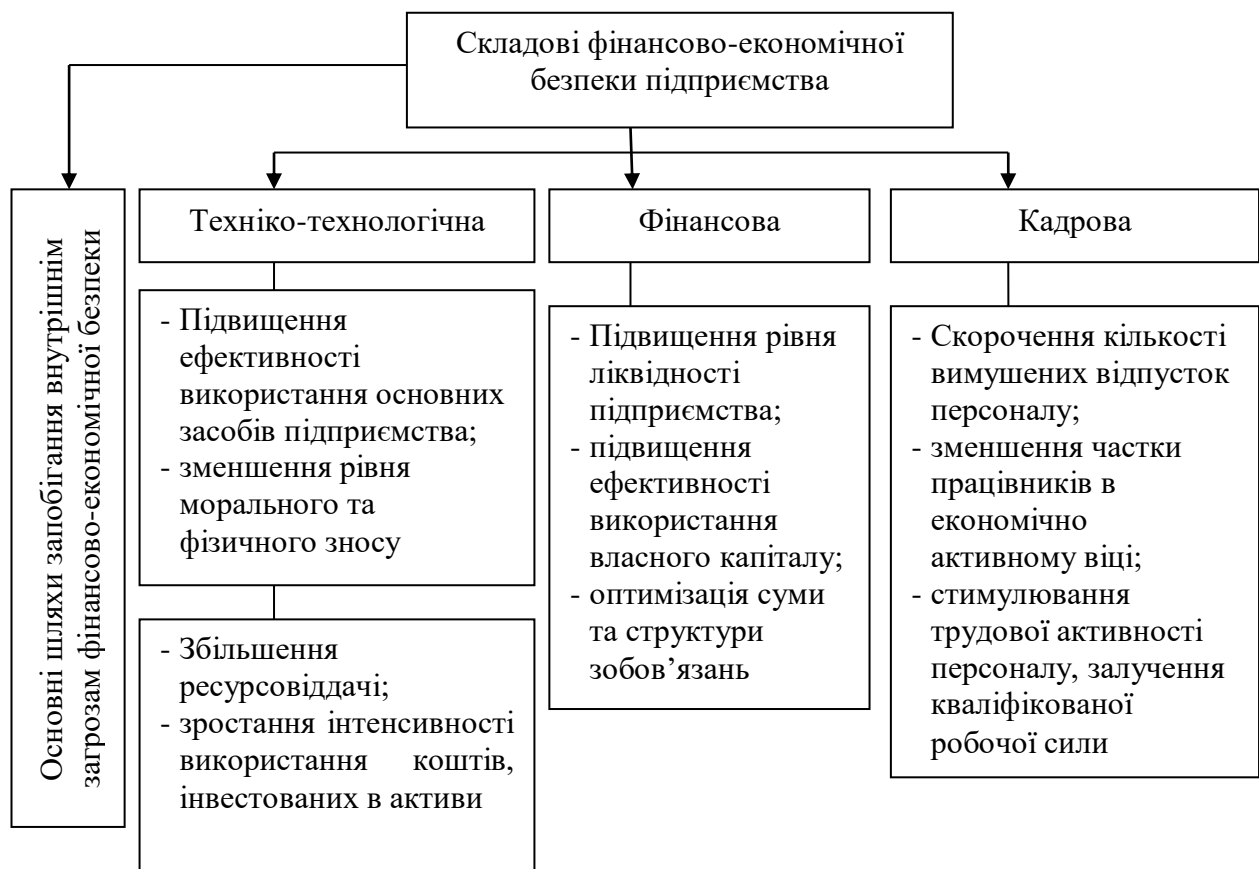 Складові фінансово-економічної
безпеки підприємства
Основні шляхи запобігання внутрішнім
загрозам фінансово-економічної безпеки
Техніко-технологічна
- Підвищення
ефективності
використання основних
засобів підприємства;
- зменшення рівня
морального та
фізичного зносу
- Збільшення
ресурсовіддачі;
- зростання інтенсивності
використання коштів,
інвестованих в активи
Фінансова
- Підвищення рівня
ліквідності
підприємства;
- підвищення
ефективності
використання
власного капіталу;
- оптимізація суми
та структури
зобов’язань
Кадрова
- Скорочення кількості
вимушених відпусток
персоналу;
- зменшення частки
працівників в
економічно
активному віці;
- стимулювання
трудової активності
персоналу, залучення
кваліфікованої
робочої сили